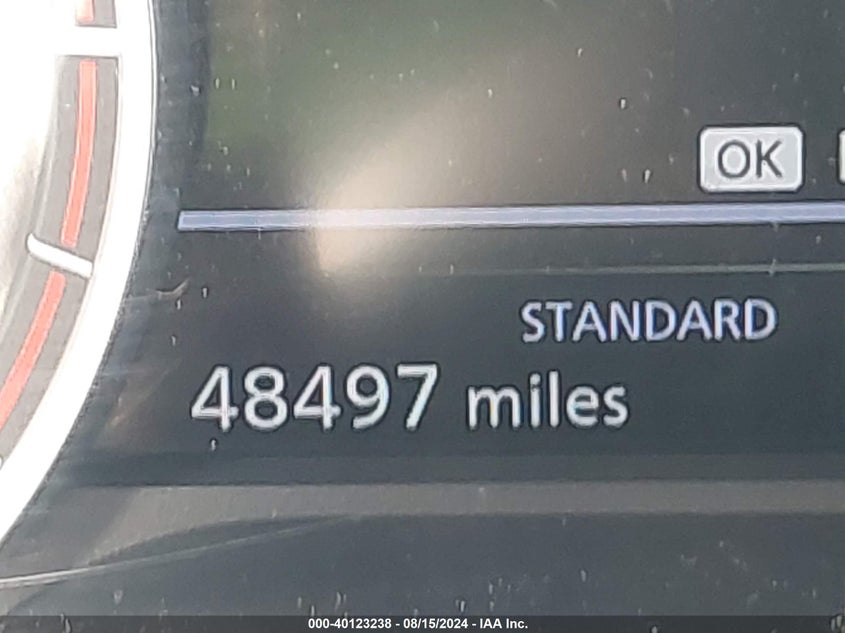 OK
STANDARD
48497 miles
000-40123238 - 08/15/2024 - IAA Inc.